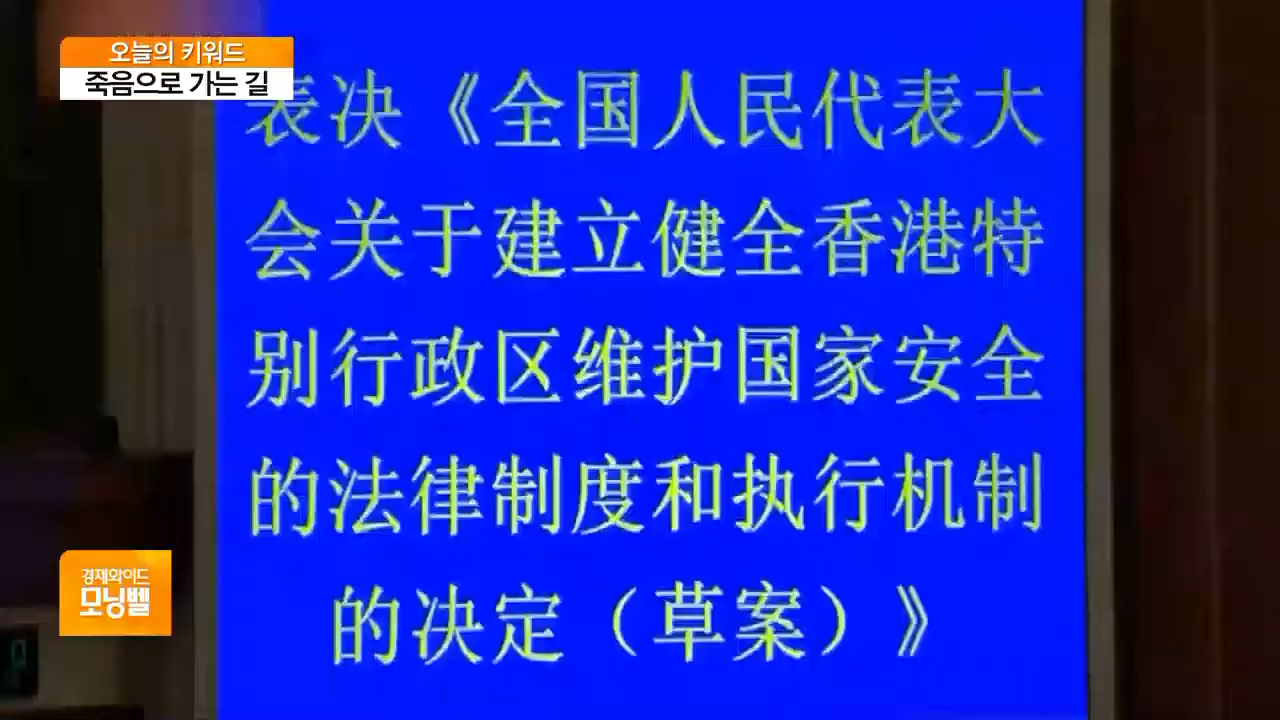 오늘의 키워드
죽음으로 가는 길
表决《全国人民代表大
会关于建立健全香港特
别行政区维护国家安全
的法律制度和执行机制
的决定（草案）》
경제와이드
모닝벨